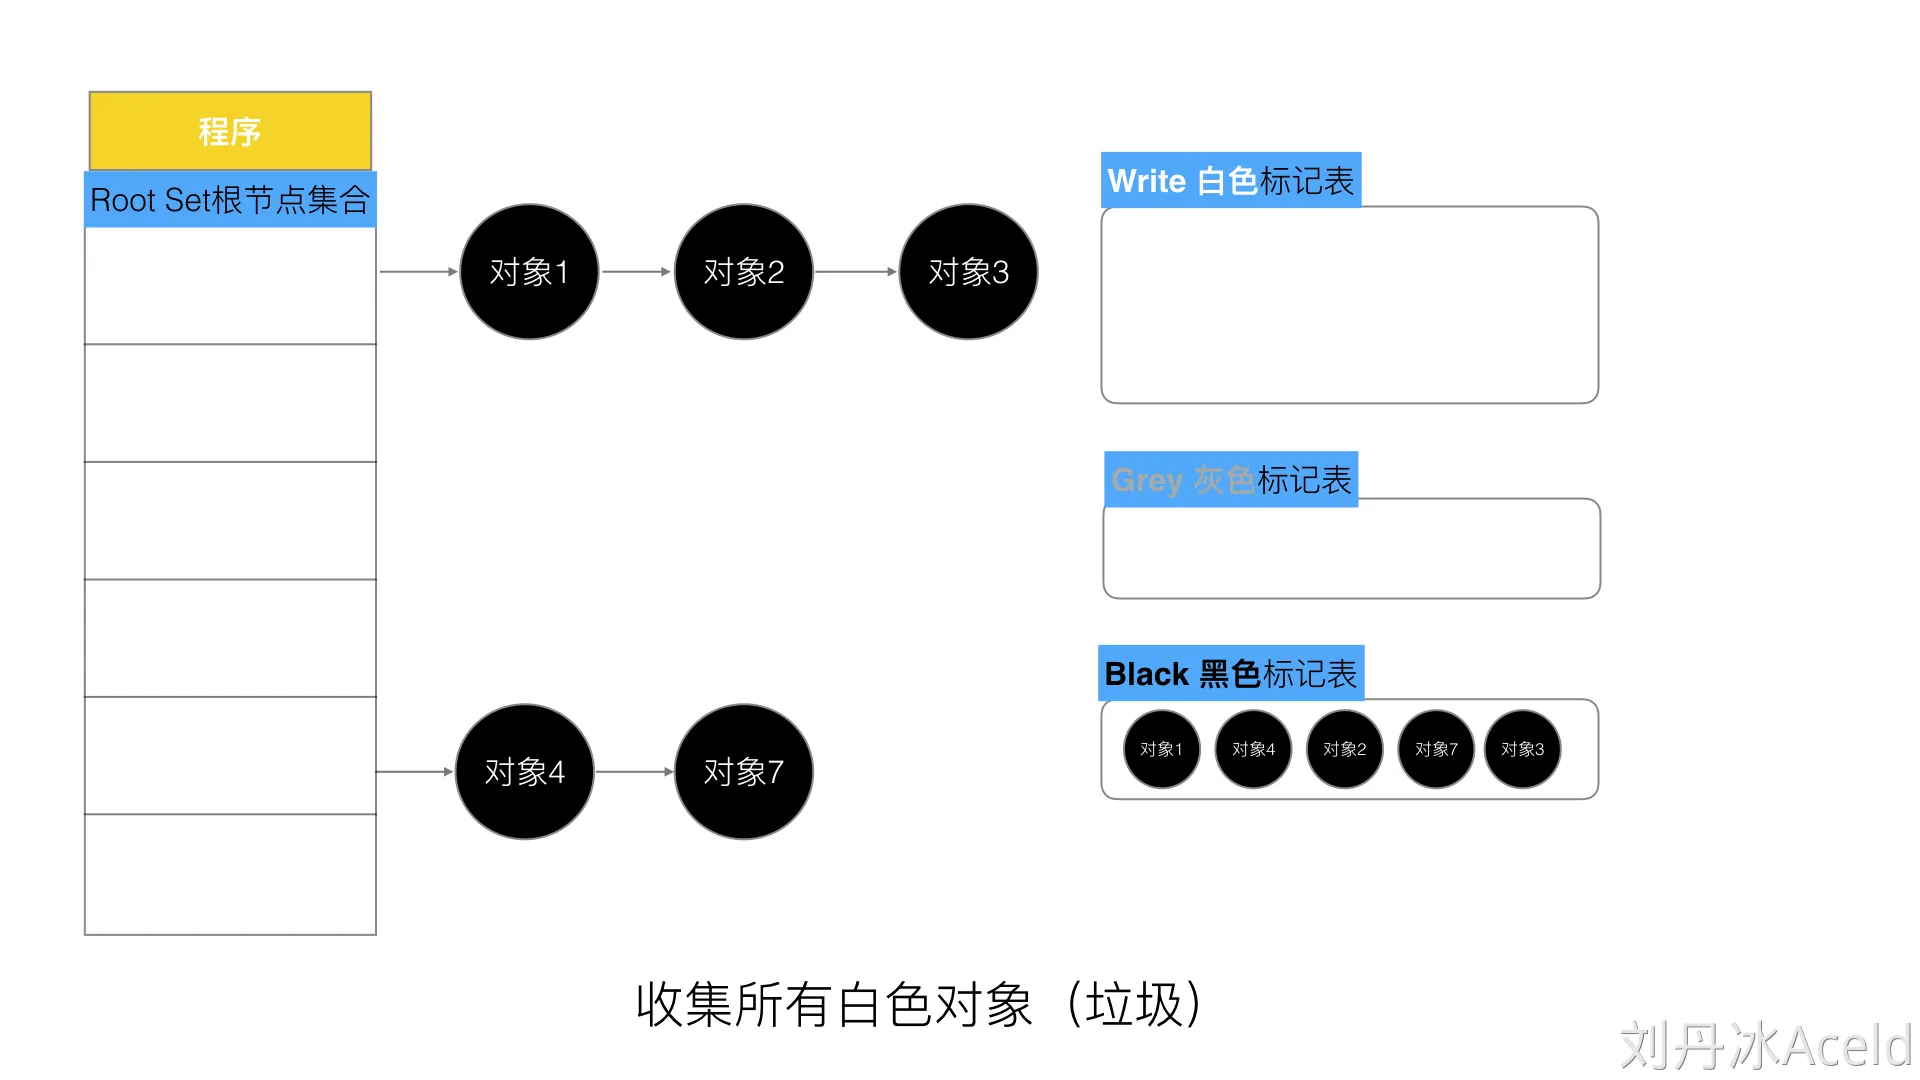 程序
Root Set根节点集合
对象1
对象2
对象3
对象4
对象7
Write 白色标记表
Grey 灰色标记表
Black 黑色标记表
对象1
对象4
对象2
对象7
对象3
收集所有白色对象（垃圾）
刘丹冰Aceld